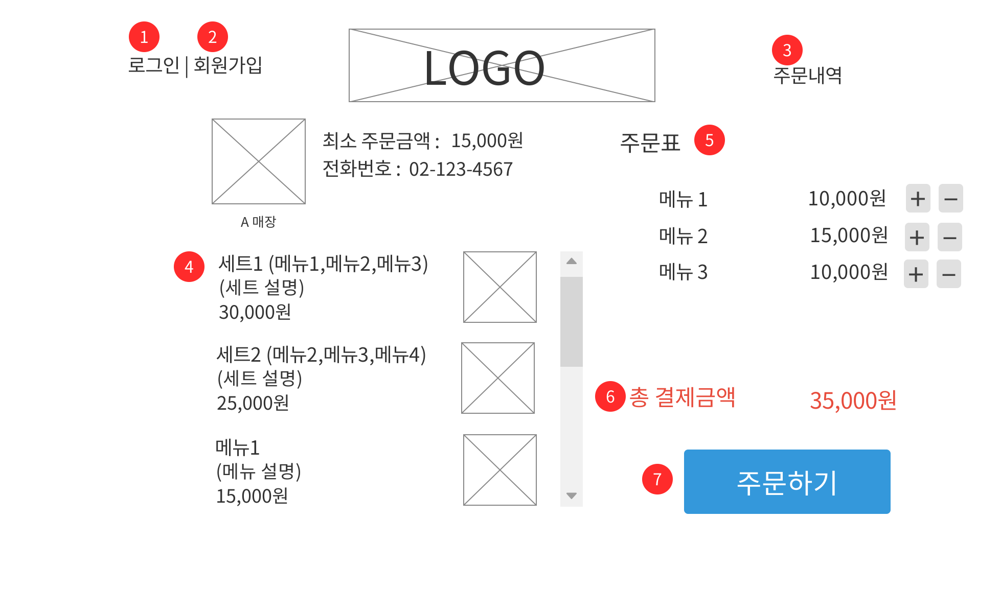 1
2
로그인 | 회원가입
LOGO
3
주문내역
최소 주문금액 : 15,000원
전화번호 : 02-123-4567
A 매장
4
세트1 (메뉴1,메뉴2,메뉴3)
(세트 설명)
30,000원
세트2 (메뉴2,메뉴3,메뉴4)
(세트 설명)
25,000원
메뉴1
(메뉴 설명)
15,000원
주문표
5
메뉴 1 10,000원 + −
메뉴 2 15,000원 + −
메뉴 3 10,000원 + −
6
총 결제금액 35,000원
7
주문하기